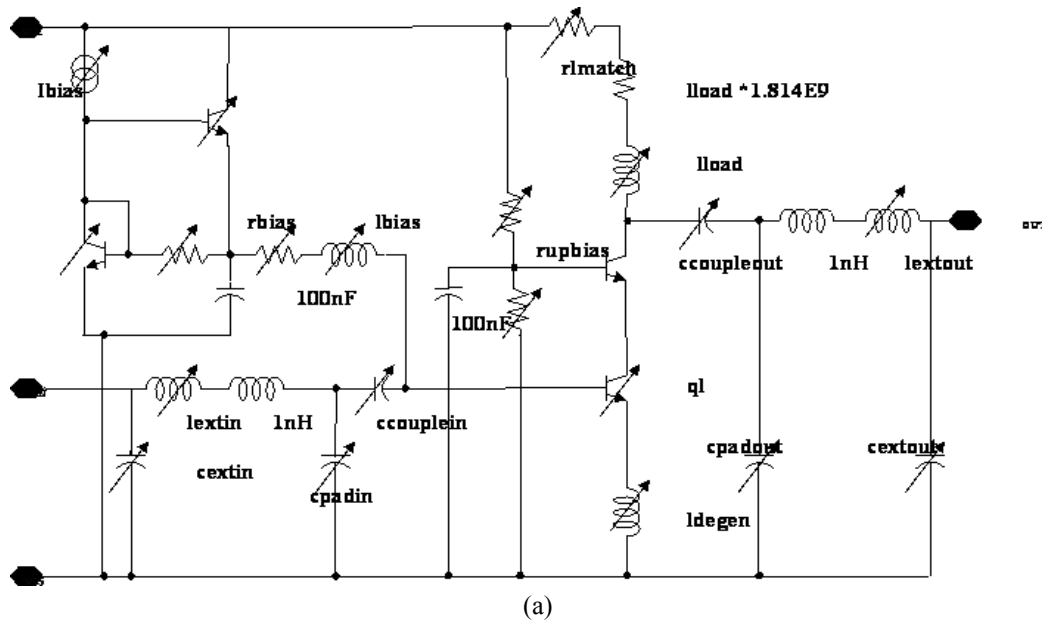 rlmatch
Ibias
lload *1.814E9
lload
rbias
lbias
rupbias
ccoupleout
1nH
lextout
100nF
100nF
lextin
1nH
ccouplein
q1
cextin
cpadin
cpadout
cextout
ldegen
(a)